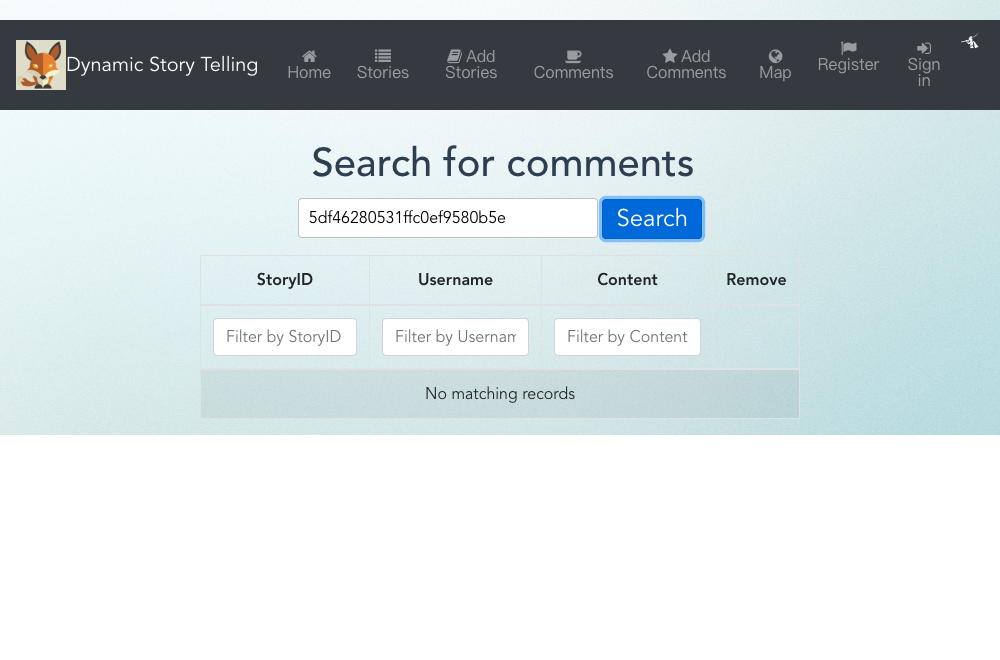 Dynamic Story Telling
Home
Stories
Add
Stories
Comments
Add
Comments
Map
Register
Sign
in
Search for comments
5df46280531ffc0ef9580b5e
Search
StoryID
Username
Content
Remove
Filter by StoryID
Filter by Usernam
Filter by Content
No matching records